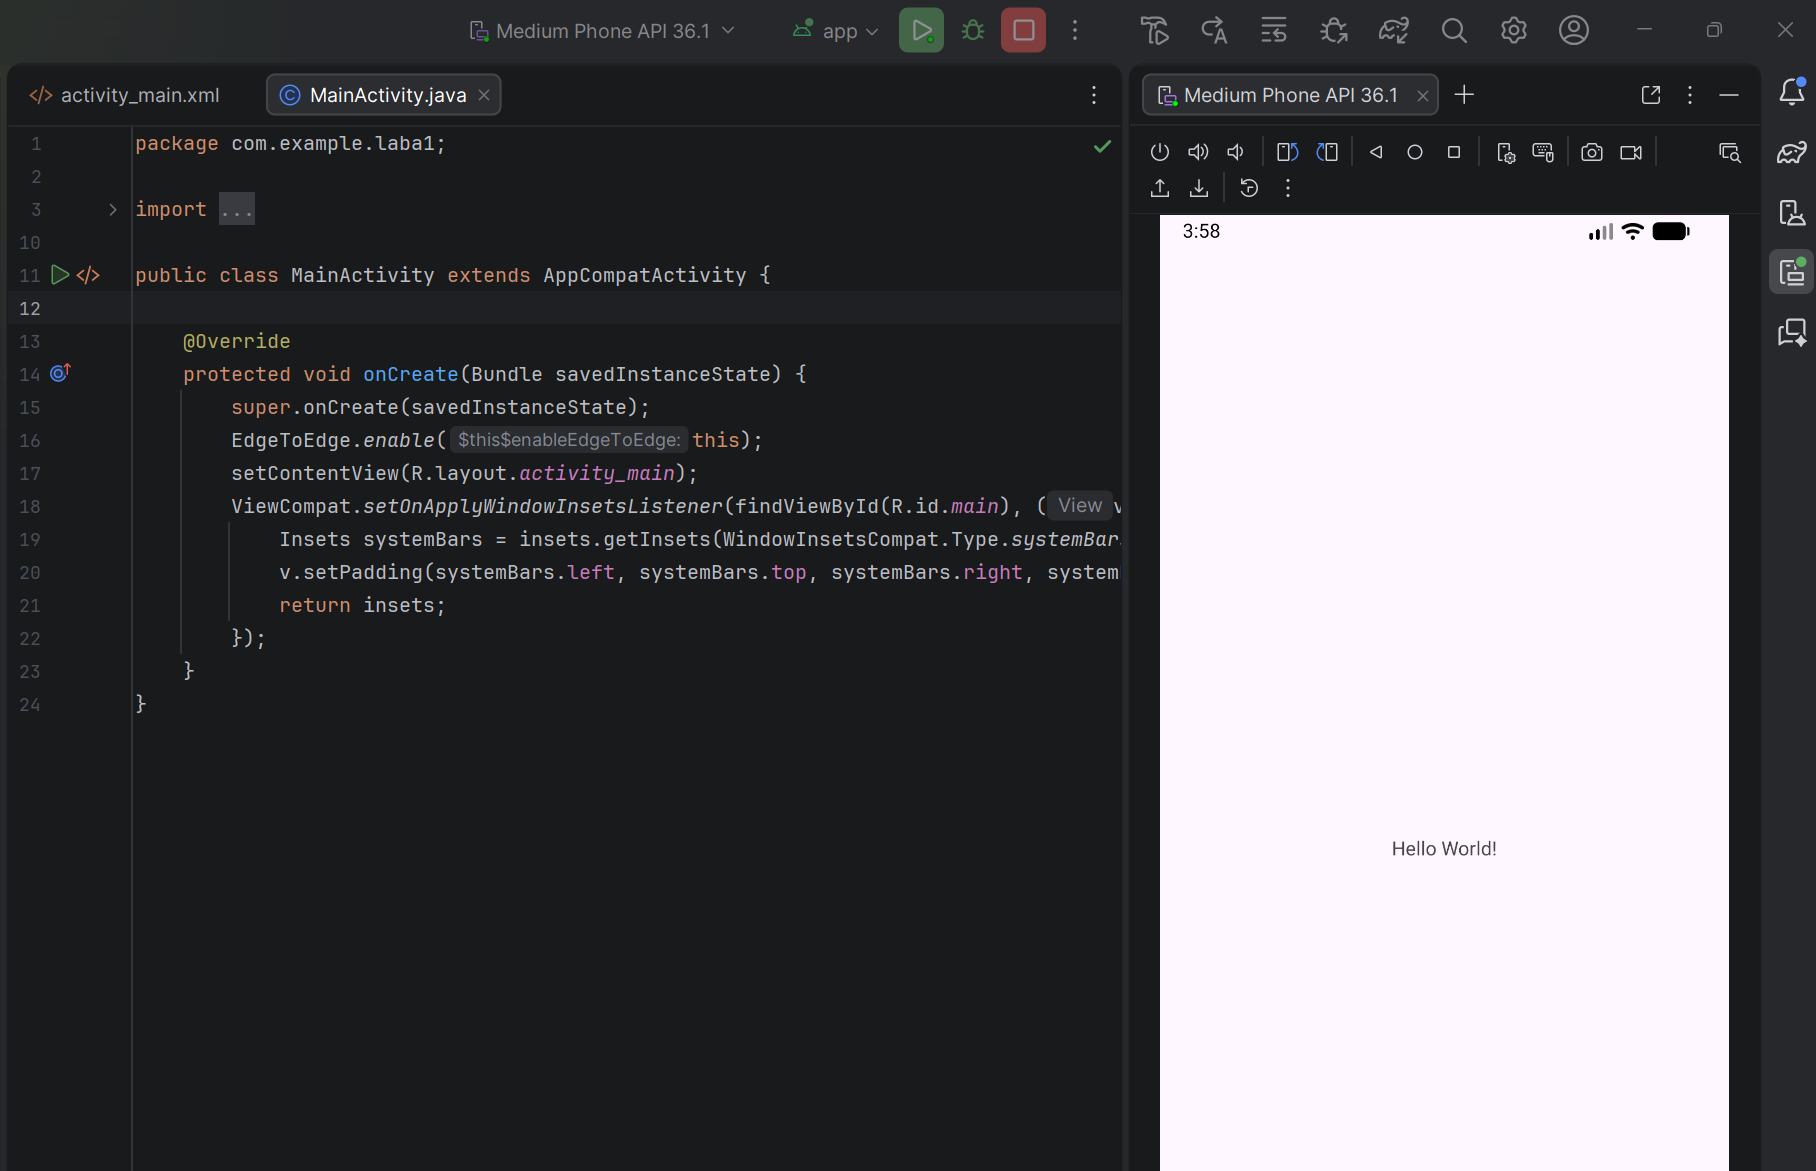 Medium Phone API 36.1
app
activity_main.xml
MainActivity.java
1 package com.example.laba1;
2
3 import ...
10
11 public class MainActivity extends AppCompatActivity {
12
13 @Override
14 protected void onCreate(Bundle savedInstanceState) {
15 super.onCreate(savedInstanceState);
16 EdgeToEdge.enable( $this$enableEdgeToEdge: this);
17 setContentView(R.layout.activity_main);
18 ViewCompat.setOnApplyWindowInsetsListener(findViewById(R.id.main), ( View v
19 Insets systemBars = insets.getInsets(WindowInsetsCompat.Type.systemBar
20 v.setPadding(systemBars.left, systemBars.top, systemBars.right, system
21 return insets;
22 });
23 }
24 }
Medium Phone API 36.1
3:58
Hello World!